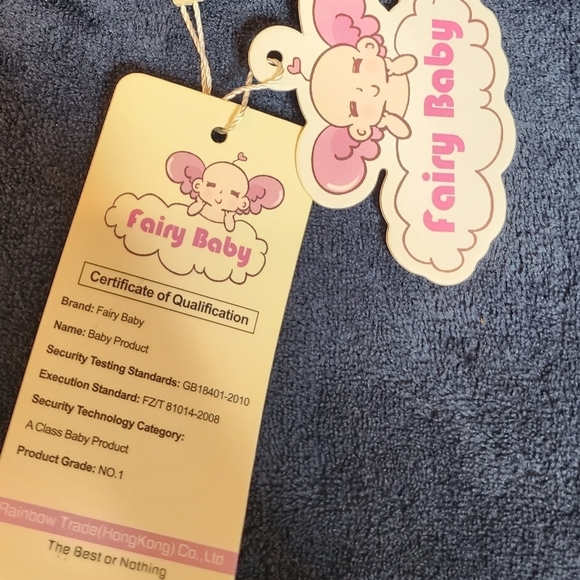 Fairy Baby
Fairy Baby
Certificate of Qualification
Brand: Fairy Baby
Name: Baby Product
Security Testing Standards: GB18401-2010
Execution Standard: FZ/T 81014-2008
Security Technology Category:
A Class Baby Product
Product Grade: NO.1
Rainbow Trade(HongKong) Co.,Ltd
The Best or Nothing